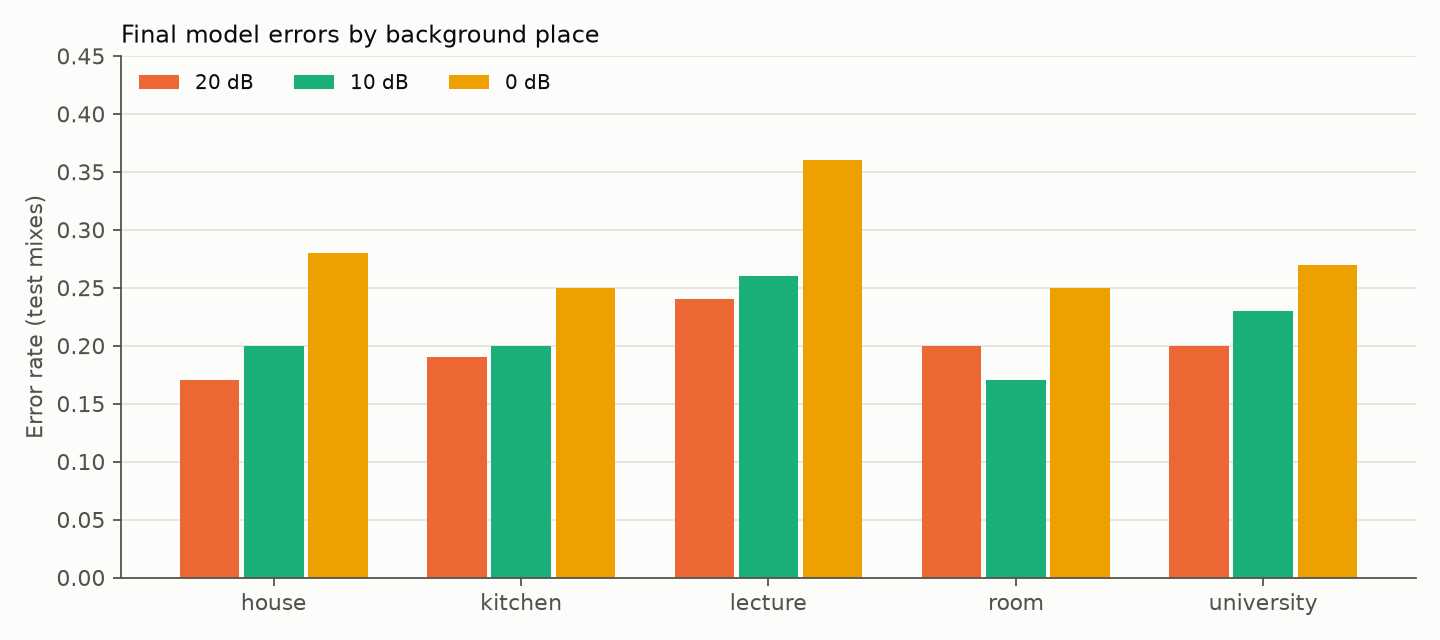 Final model errors by background place
20 dB 10 dB 0 dB
Error rate (test mixes)
0.45
0.40
0.35
0.30
0.25
0.20
0.15
0.10
0.05
0.00
house kitchen lecture room university